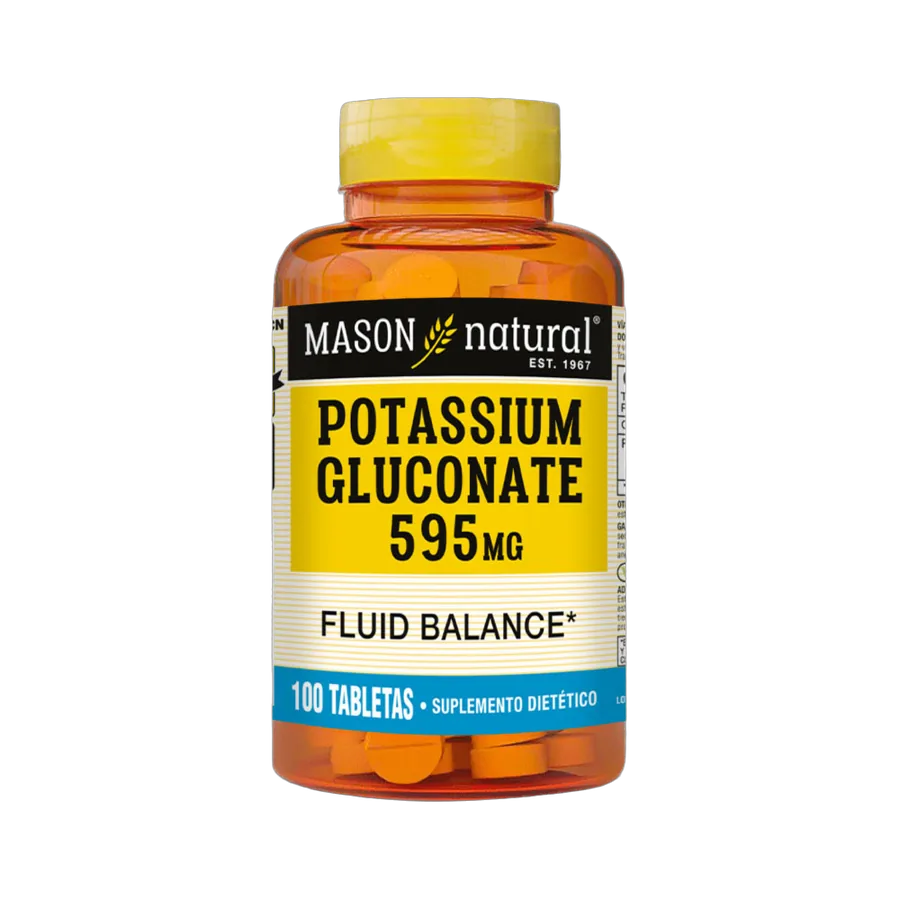 MASON natural®
EST. 1967
POTASSIUM
GLUCONATE
595MG
FLUID BALANCE*
100 TABLETAS • SUPLEMENTO DIETÉTICO